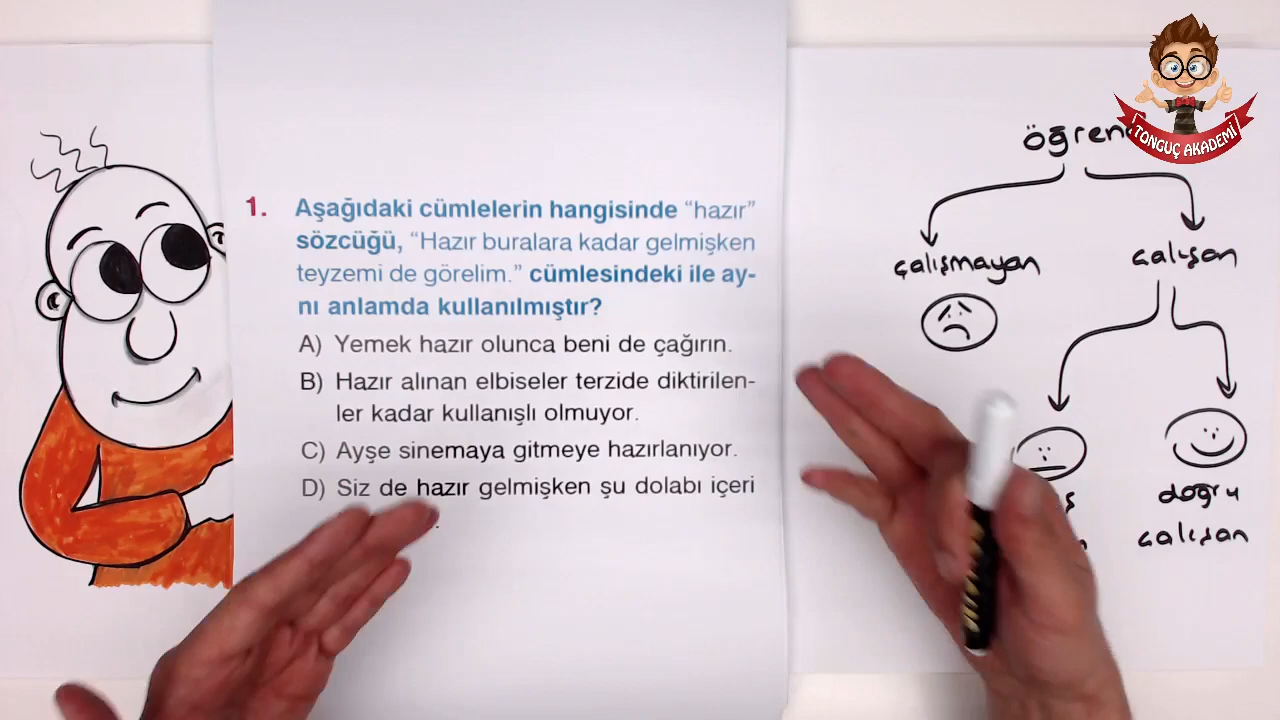 1. Aşağıdaki cümlelerin hangisinde “hazır”
sözcüğü, “Hazır buralara kadar gelmişken
teyzemi de görelim.” cümlesindeki ile ay-
nı anlamda kullanılmıştır?
A) Yemek hazır olunca beni de çağırın.
B) Hazır alınan elbiseler terzide diktirilen-
ler kadar kullanışlı olmuyor.
C) Ayşe sinemaya gitmeye hazırlanıyor.
D) Siz de hazır gelmişken şu dolabı içeri
TONGUÇ AKADEMİ
çalışmayan
çalışan
doğru
çalışan